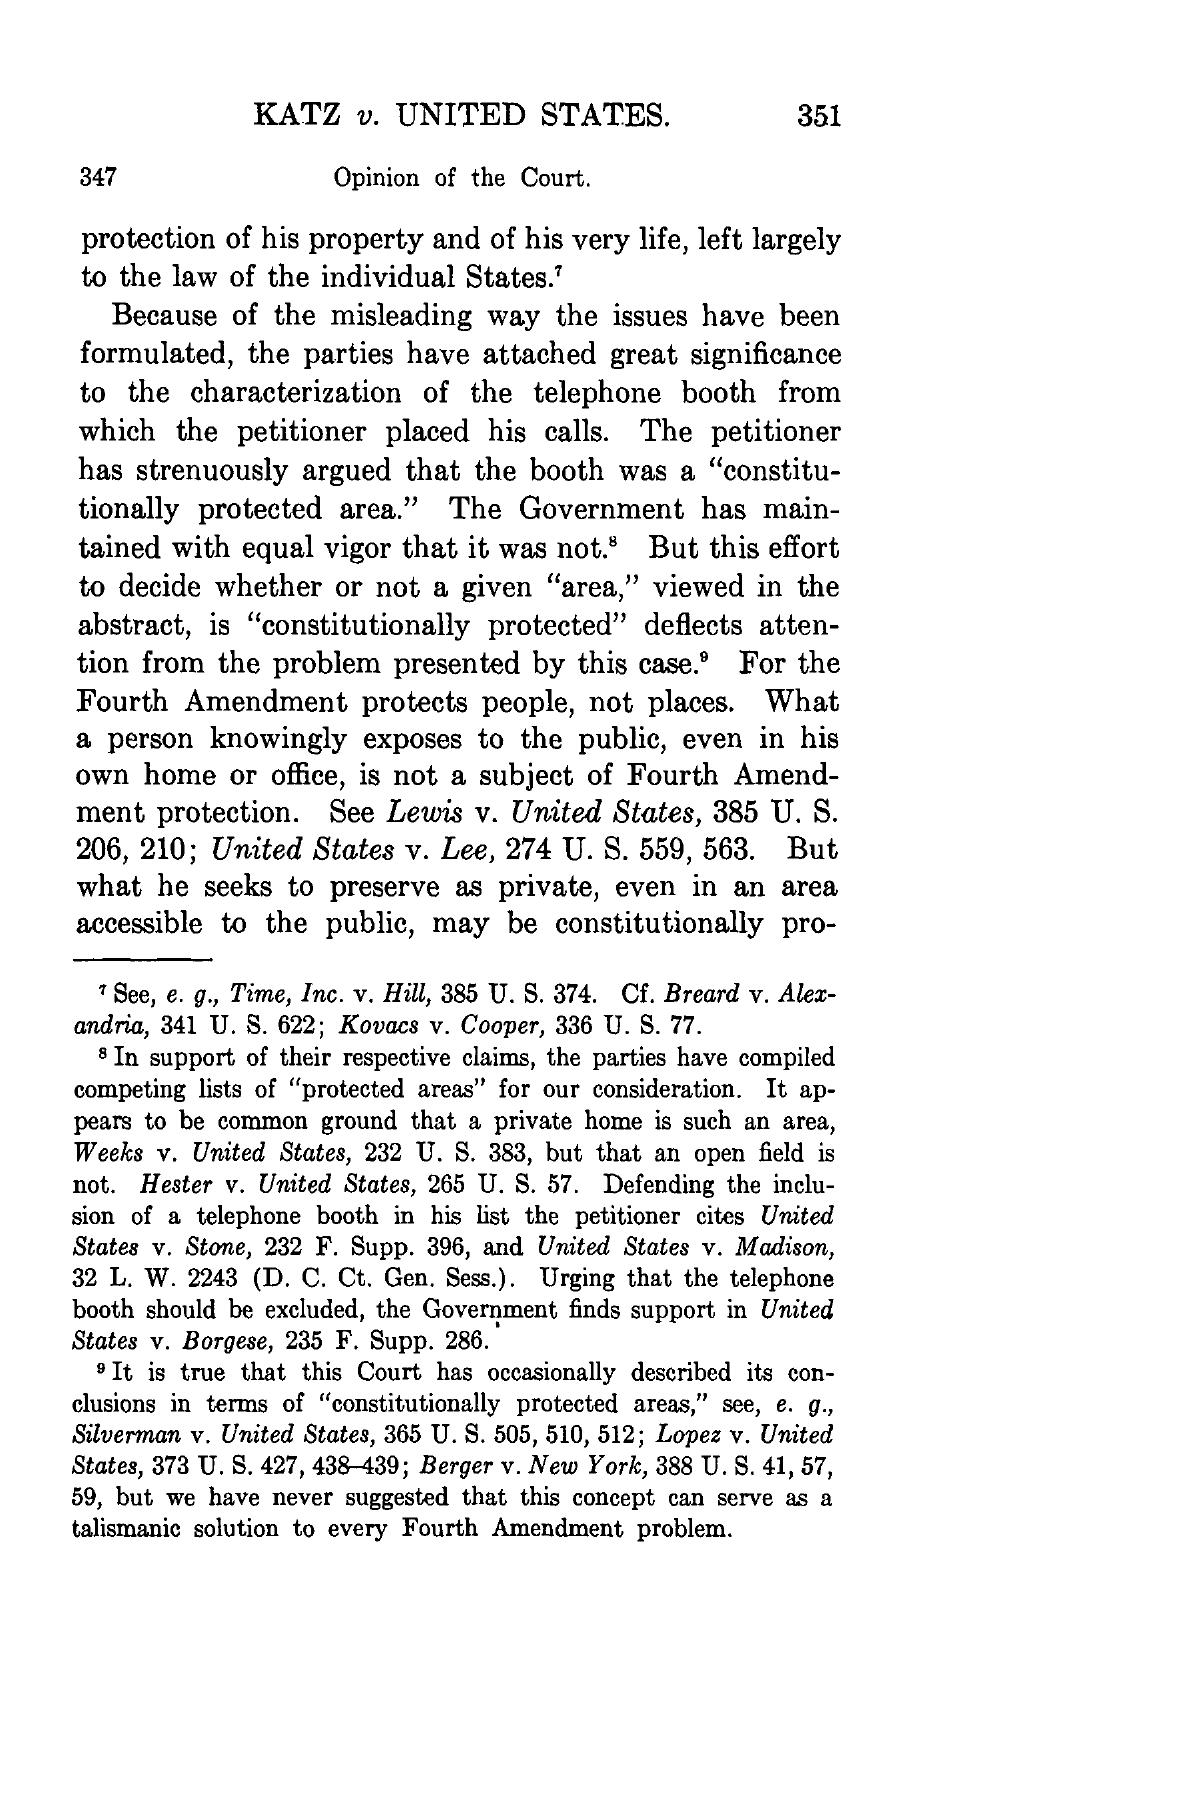 KATZ v. UNITED STATES. 351
347 Opinion of the Court.
protection of his property and of his very life, left largely
to the law of the individual States.⁷
Because of the misleading way the issues have been
formulated, the parties have attached great significance
to the characterization of the telephone booth from
which the petitioner placed his calls. The petitioner
has strenuously argued that the booth was a “constitu-
tionally protected area.” The Government has main-
tained with equal vigor that it was not.⁸ But this effort
to decide whether or not a given “area,” viewed in the
abstract, is “constitutionally protected” deflects atten-
tion from the problem presented by this case.⁹ For the
Fourth Amendment protects people, not places. What
a person knowingly exposes to the public, even in his
own home or office, is not a subject of Fourth Amend-
ment protection. See Lewis v. United States, 385 U. S.
206, 210; United States v. Lee, 274 U. S. 559, 563. But
what he seeks to preserve as private, even in an area
accessible to the public, may be constitutionally pro-
⁷ See, e. g., Time, Inc. v. Hill, 385 U. S. 374. Cf. Breard v. Alex-
andria, 341 U. S. 622; Kovacs v. Cooper, 336 U. S. 77.
⁸ In support of their respective claims, the parties have compiled
competing lists of “protected areas” for our consideration. It ap-
pears to be common ground that a private home is such an area,
Weeks v. United States, 232 U. S. 383, but that an open field is
not. Hester v. United States, 265 U. S. 57. Defending the inclu-
sion of a telephone booth in his list the petitioner cites United
States v. Stone, 232 F. Supp. 396, and United States v. Madison,
32 L. W. 2243 (D. C. Ct. Gen. Sess.). Urging that the telephone
booth should be excluded, the Government finds support in United
States v. Borgese, 235 F. Supp. 286.
⁹ It is true that this Court has occasionally described its con-
clusions in terms of “constitutionally protected areas,” see, e. g.,
Silverman v. United States, 365 U. S. 505, 510, 512; Lopez v. United
States, 373 U. S. 427, 438–439; Berger v. New York, 388 U. S. 41, 57,
59, but we have never suggested that this concept can serve as a
talismanic solution to every Fourth Amendment problem.